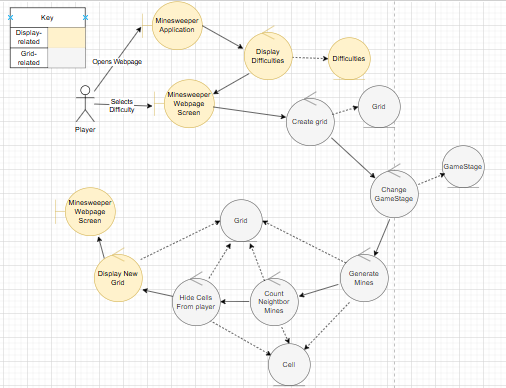 Key
Display-
related
Grid-
related
Minesweeper
Application
Opens Webpage
Display
Difficulties
Difficulties
Selects
Difficulty
Minesweeper
Webpage
Screen
Player
Create grid
Grid
GameStage
Change
GameStage
Minesweeper
Webpage
Screen
Grid
Display New
Grid
Hide Cells
From player
Count
Neighbor
Mines
Generate
Mines
Cell